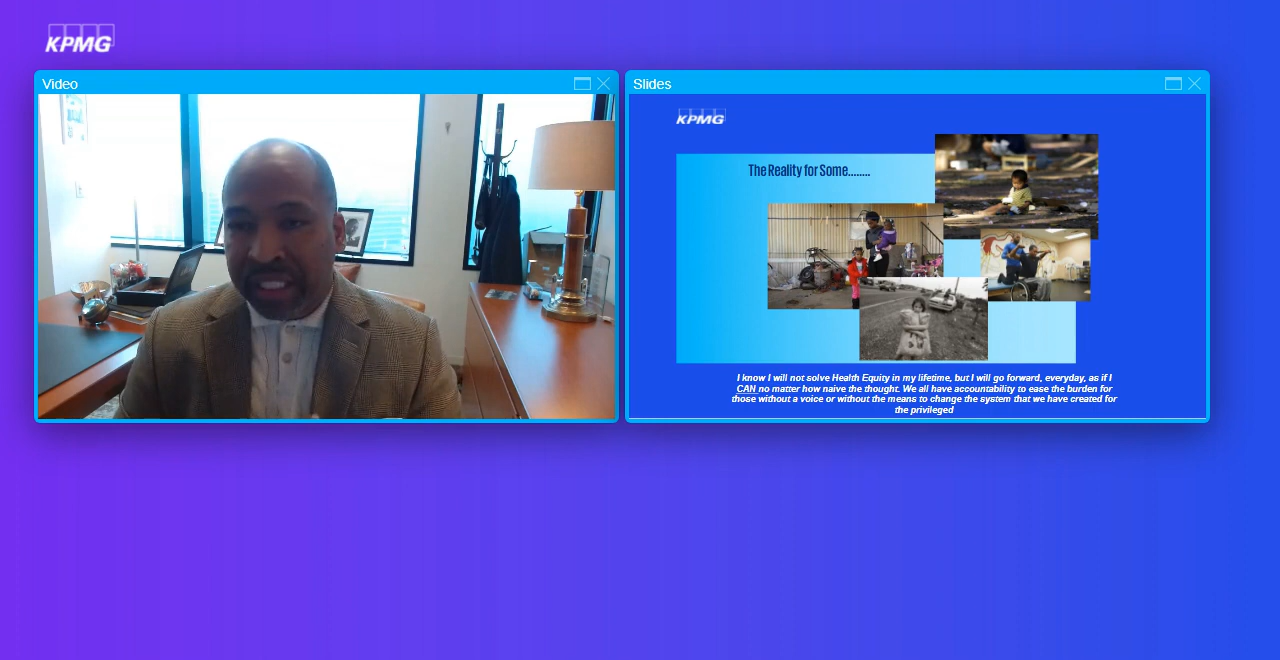 KPMG
Video
Slides
KPMG
The Reality for Some........
I know I will not solve Health Equity in my lifetime, but I will go forward, everyday, as if I
CAN no matter how naive the thought. We all have accountability to ease the burden for
those without a voice or without the means to change the system that we have created for
the privileged